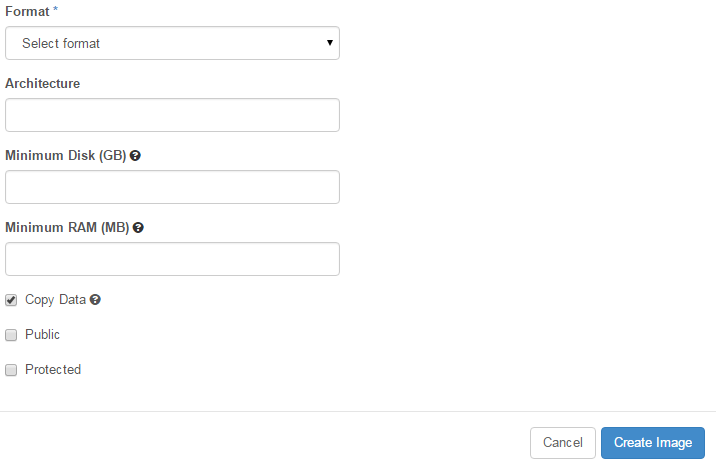 Format *
Select format
Architecture
Minimum Disk (GB)
Minimum RAM (MB)
Copy Data
Public
Protected
Cancel Create Image